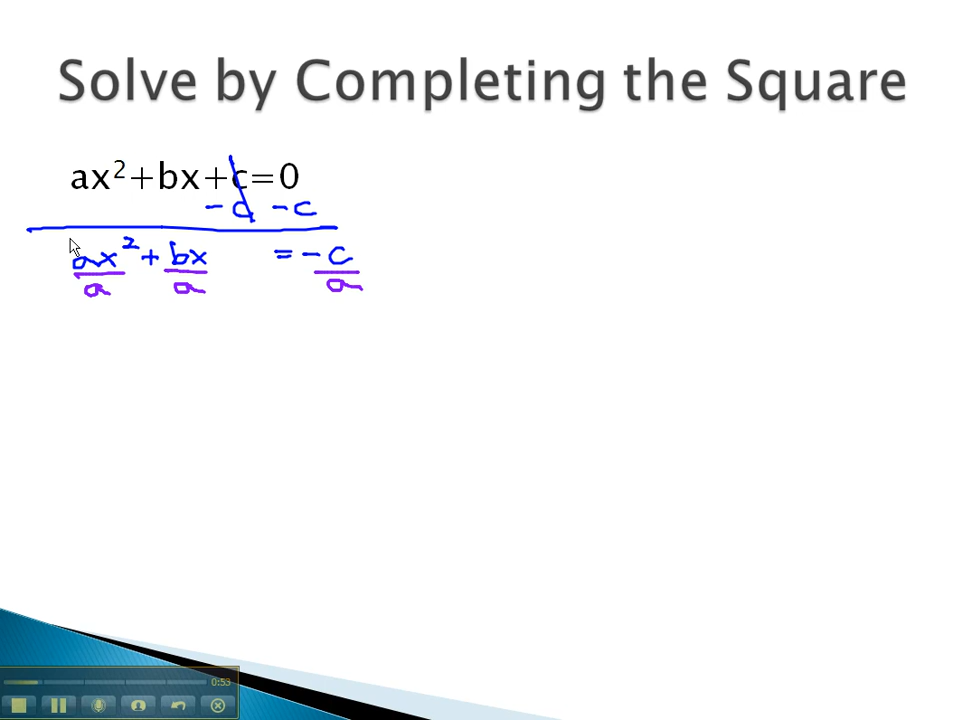 Solve by Completing the Square
ax²+bx+c=0
-c -c
ax² + bx = -c
a a a
0:53